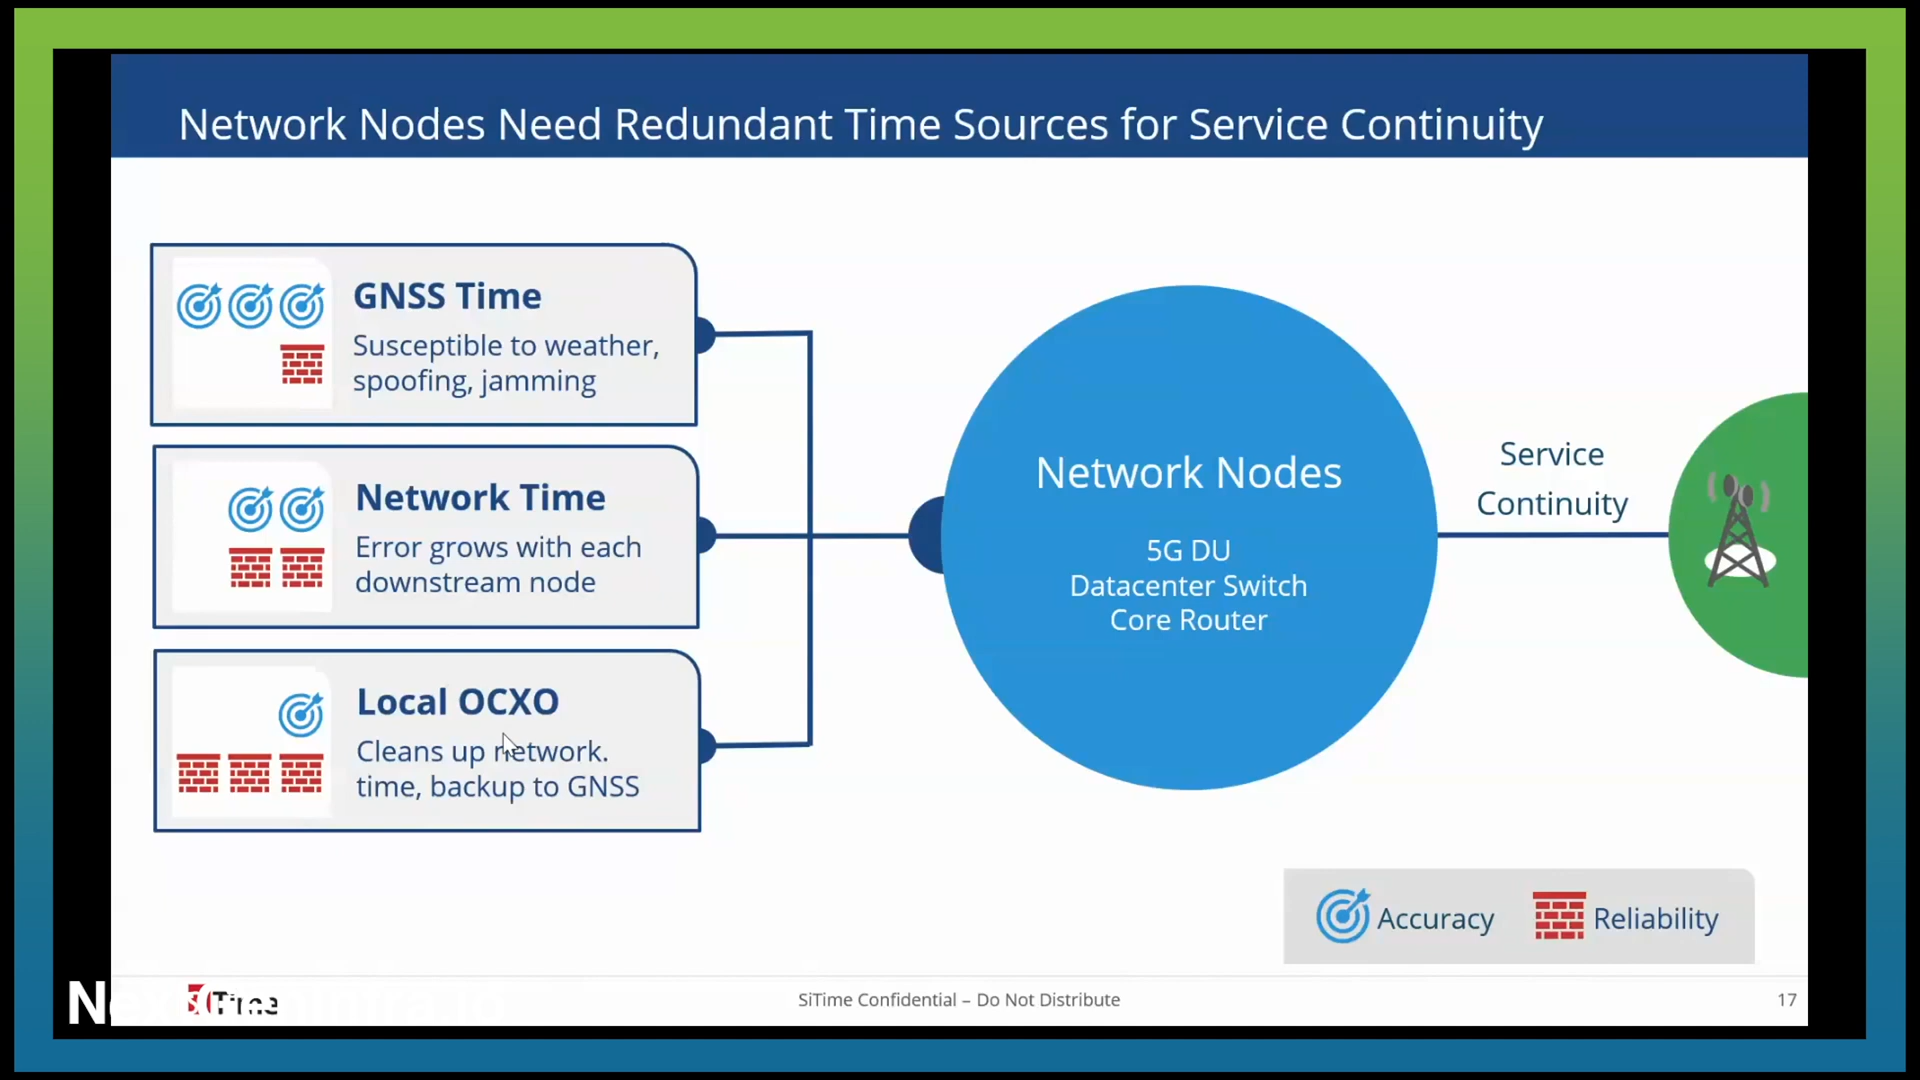 Network Nodes Need Redundant Time Sources for Service Continuity
GNSS Time
Susceptible to weather,
spoofing, jamming
Network Time
Error grows with each
downstream node
Local OCXO
Cleans up network.
time, backup to GNSS
Network Nodes
5G DU
Datacenter Switch
Core Router
Service
Continuity
Accuracy
Reliability
SiTime Confidential – Do Not Distribute
17